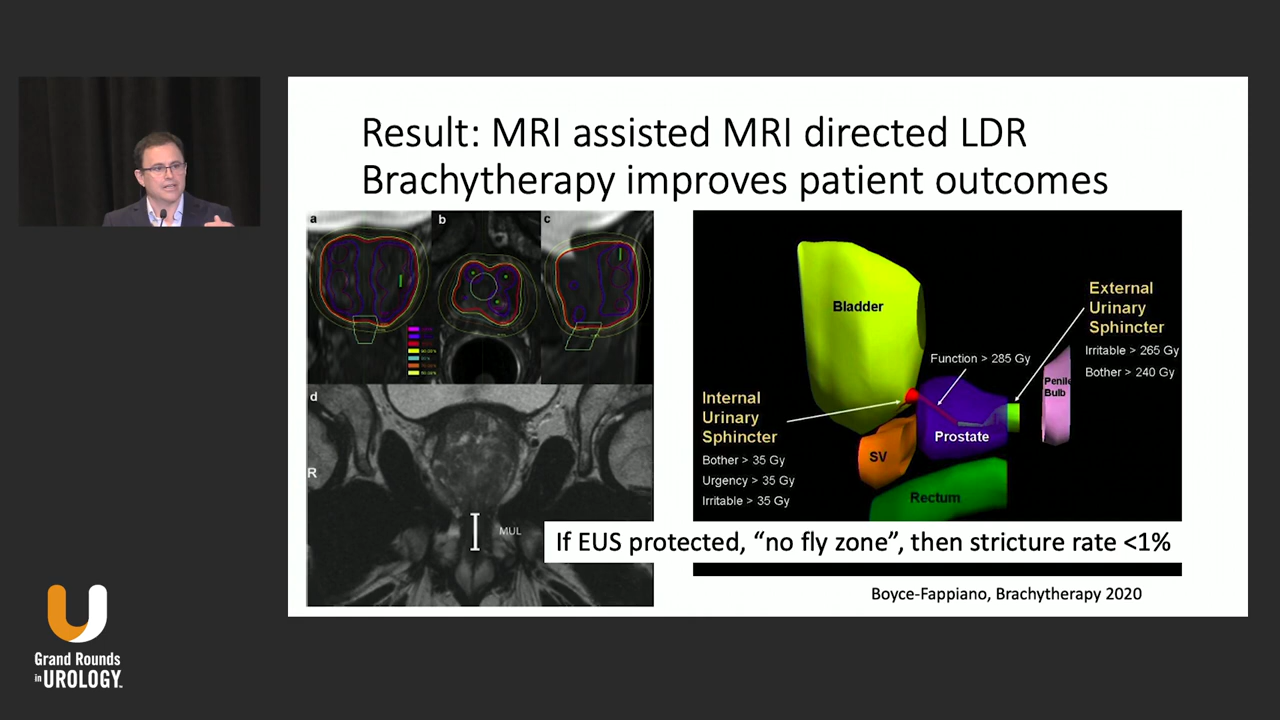 Result: MRI assisted MRI directed LDR
Brachytherapy improves patient outcomes
a
b
c
d
R
MUL
Bladder
External
Urinary
Sphincter
Irritable > 265 Gy
Bother > 240 Gy
Function > 285 Gy
Penile
Bulb
Internal
Urinary
Sphincter
Bother > 35 Gy
Urgency > 35 Gy
Irritable > 35 Gy
Prostate
SV
Rectum
If EUS protected, “no fly zone”, then stricture rate <1%
Boyce-Fappiano, Brachytherapy 2020
Grand Rounds
in UROLOGY™